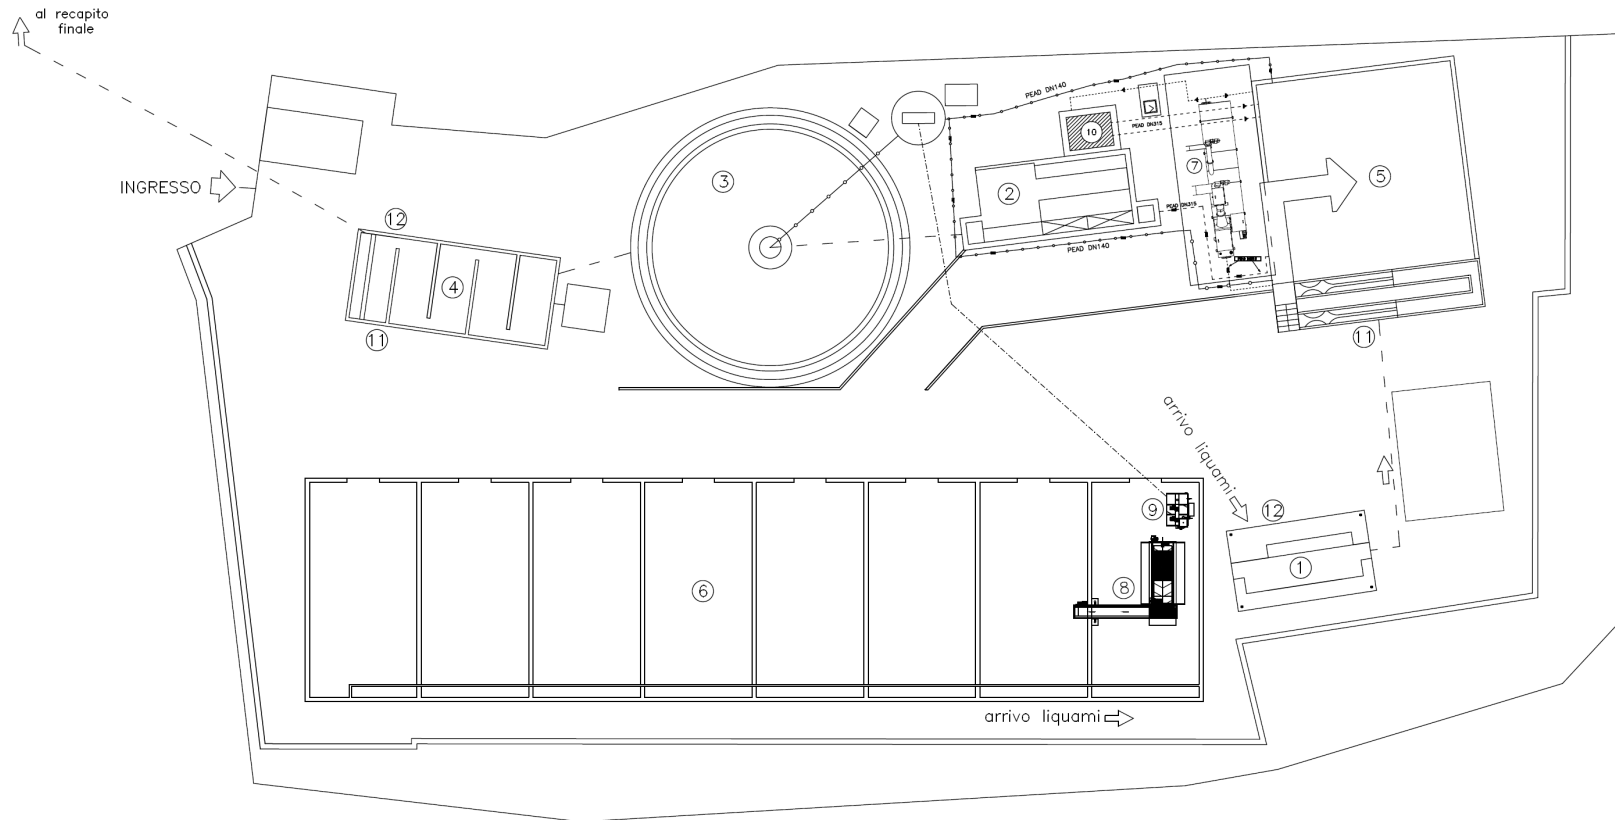 al recapito
finale
INGRESSO
12
4
11
3
PEAD DN140
10
PEAD DN315
7
2
PEAD DN315
PEAD DN140
5
11
arrivo liquami
12
1
9
8
6
arrivo liquami